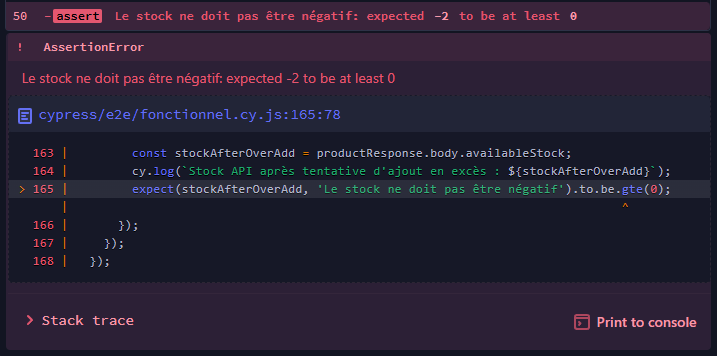 50 -assert Le stock ne doit pas être négatif: expected -2 to be at least 0
! AssertionError
Le stock ne doit pas être négatif: expected -2 to be at least 0
cypress/e2e/fonctionnel.cy.js:165:78
163 | const stockAfterOverAdd = productResponse.body.availableStock;
164 | cy.log(`Stock API après tentative d'ajout en excès : ${stockAfterOverAdd}`);
> 165 | expect(stockAfterOverAdd, 'Le stock ne doit pas être négatif').to.be.gte(0);
| ^
166 | });
167 | });
168 | });
> Stack trace
Print to console